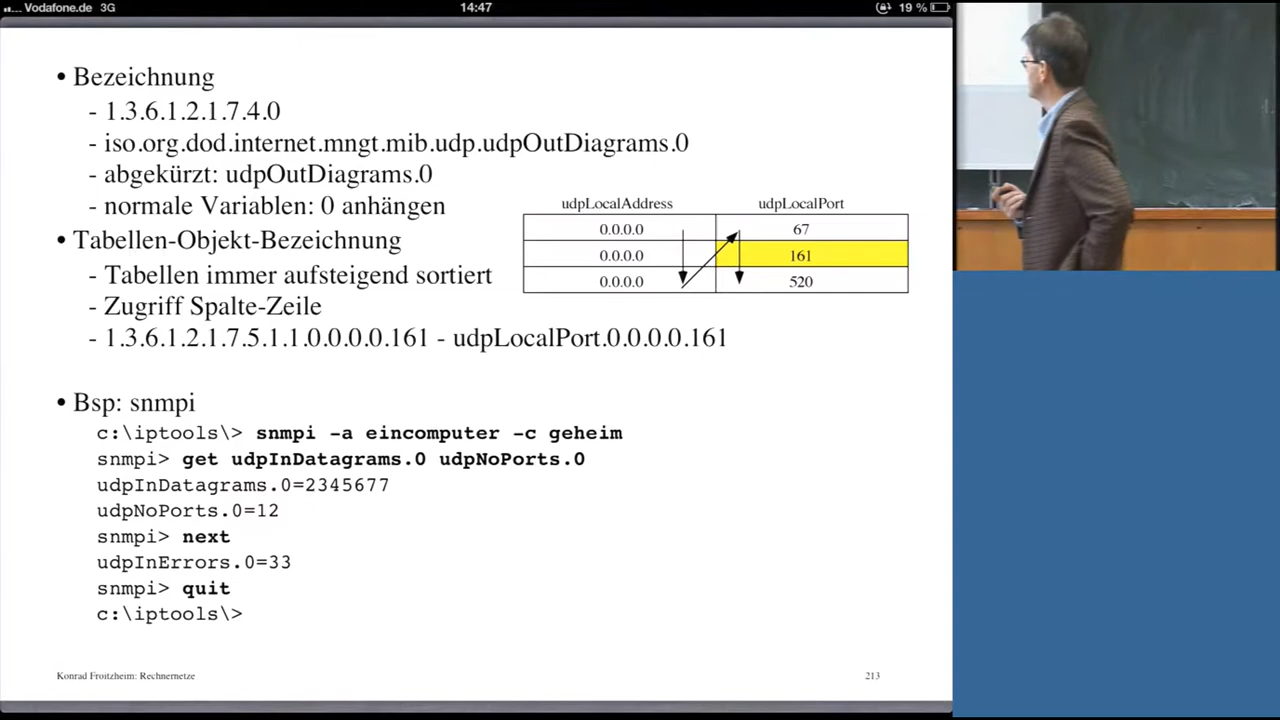 Vodafone.de 3G 14:47 19 %
• Bezeichnung
- 1.3.6.1.2.1.7.4.0
- iso.org.dod.internet.mngt.mib.udp.udpOutDiagrams.0
- abgekürzt: udpOutDiagrams.0
- normale Variablen: 0 anhängen
• Tabellen-Objekt-Bezeichnung
- Tabellen immer aufsteigend sortiert
- Zugriff Spalte-Zeile
- 1.3.6.1.2.1.7.5.1.1.0.0.0.0.161 - udpLocalPort.0.0.0.0.161
udpLocalAddress udpLocalPort
0.0.0.0 67
0.0.0.0 161
0.0.0.0 520
• Bsp: snmpi
c:\iptools\> snmpi -a eincomputer -c geheim
snmpi> get udpInDatagrams.0 udpNoPorts.0
udpInDatagrams.0=2345677
udpNoPorts.0=12
snmpi> next
udpInErrors.0=33
snmpi> quit
c:\iptools\>
Konrad Froitzheim: Rechnernetze 213